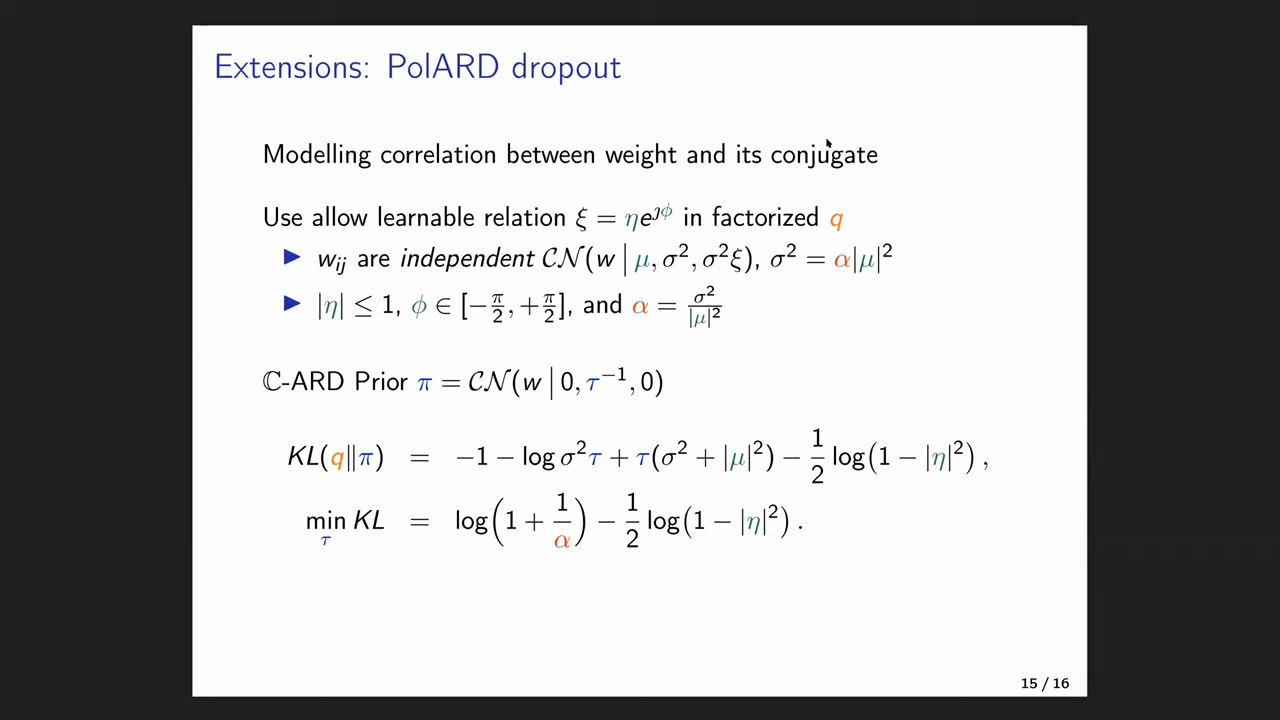 Extensions: PolARD dropout
Modelling correlation between weight and its conjugate
Use allow learnable relation ξ = ηe^{ȷϕ} in factorized q
▶ w_{ij} are independent 𝒞𝒩(w | μ, σ², σ²ξ), σ² = α|μ|²
▶ |η| ≤ 1, ϕ ∈ [−π/2, +π/2], and α = σ²/|μ|²
ℂ-ARD Prior π = 𝒞𝒩(w | 0, τ⁻¹, 0)
KL(q‖π) = −1 − log σ²τ + τ(σ² + |μ|²) − 1/2 log(1 − |η|²) ,
min_τ KL = log(1 + 1/α) − 1/2 log(1 − |η|²) .
15 / 16